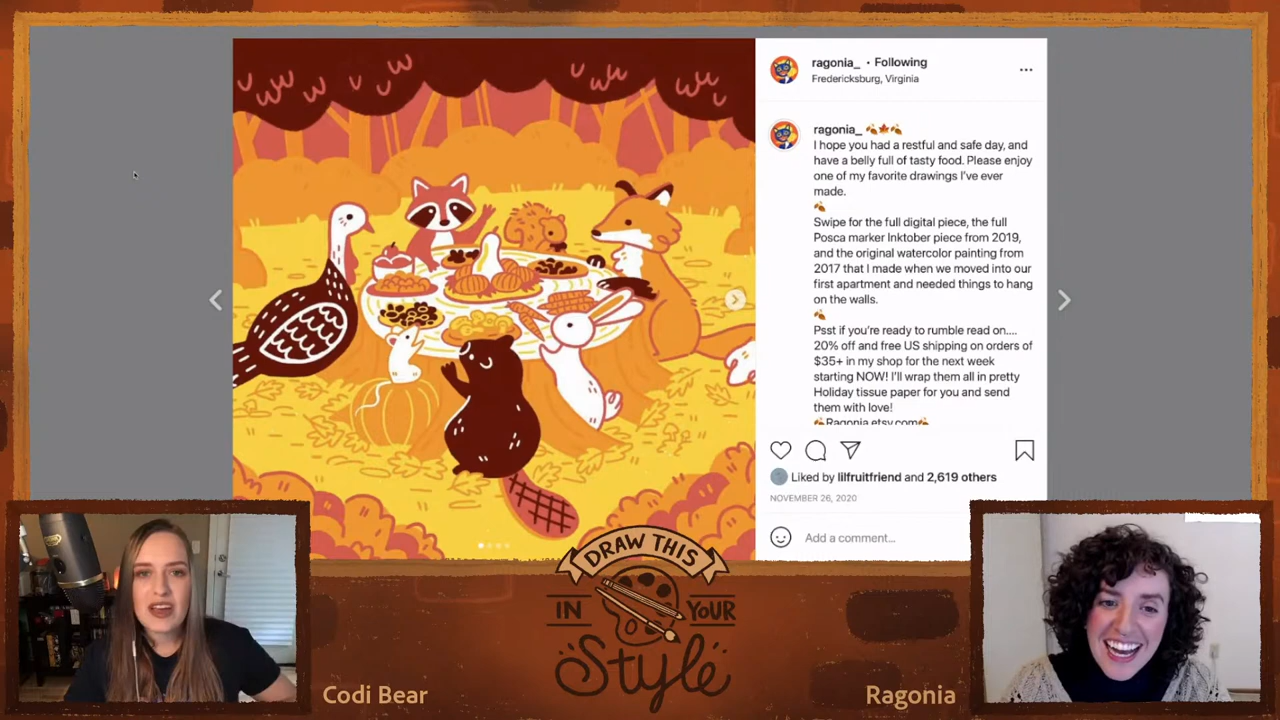 ragonia_ • Following
Fredericksburg, Virginia
ragonia_ 🍂🍁🍂
I hope you had a restful and safe day, and
have a belly full of tasty food. Please enjoy
one of my favorite drawings I've ever
made.
🍂
Swipe for the full digital piece, the full
Posca marker Inktober piece from 2019,
and the original watercolor painting from
2017 that I made when we moved into our
first apartment and needed things to hang
on the walls.
🍂
Psst if you're ready to rumble read on....
20% off and free US shipping on orders of
$35+ in my shop for the next week
starting NOW! I'll wrap them all in pretty
Holiday tissue paper for you and send
them with love!
🍂Ragonia.etsy.com🍂
Liked by lilfruitfriend and 2,619 others
NOVEMBER 26, 2020
Add a comment...
DRAW THIS
IN YOUR
Style
Codi Bear
Ragonia